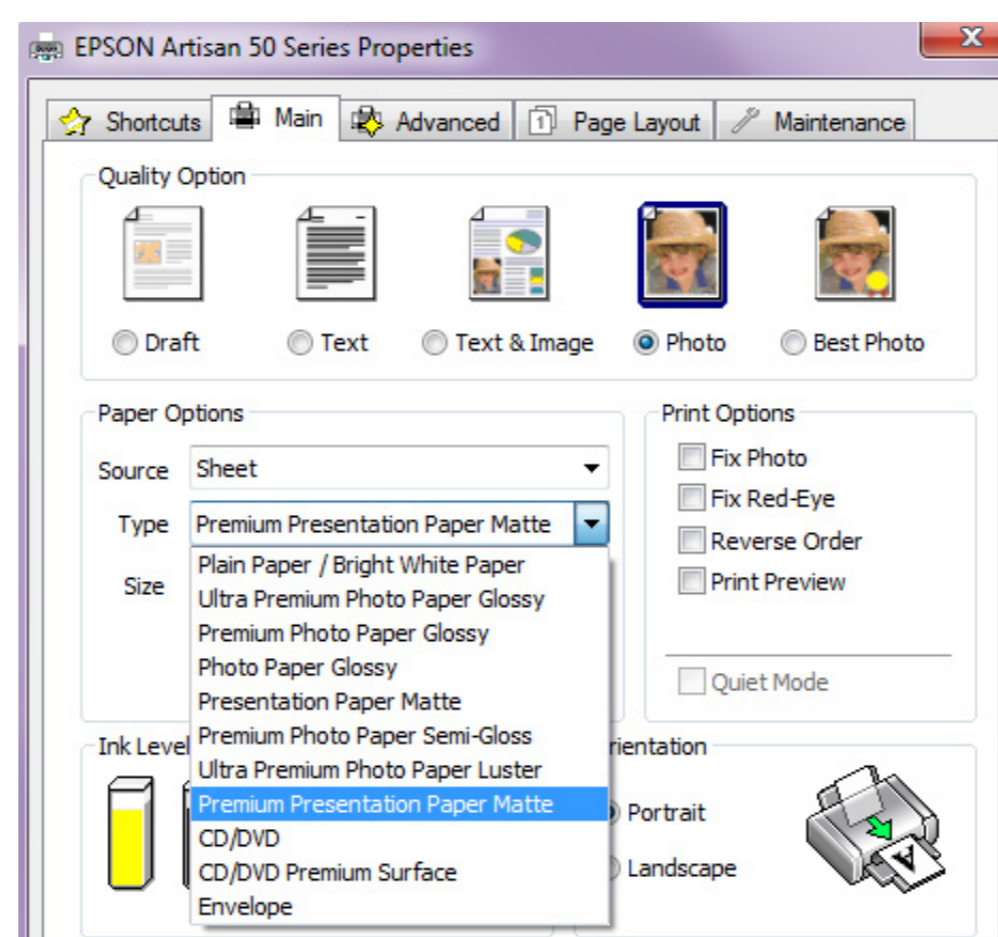 EPSON Artisan 50 Series Properties
X
Shortcuts Main Advanced 1 Page Layout Maintenance
Quality Option
Draft Text Text & Image Photo Best Photo
Paper Options
Source Sheet
Type Premium Presentation Paper Matte
Size
Plain Paper / Bright White Paper
Ultra Premium Photo Paper Glossy
Premium Photo Paper Glossy
Photo Paper Glossy
Presentation Paper Matte
Premium Photo Paper Semi-Gloss
Ultra Premium Photo Paper Luster
Premium Presentation Paper Matte
CD/DVD
CD/DVD Premium Surface
Envelope
Print Options
Fix Photo
Fix Red-Eye
Reverse Order
Print Preview
Quiet Mode
Ink Leve
rientation
Portrait
Landscape
A